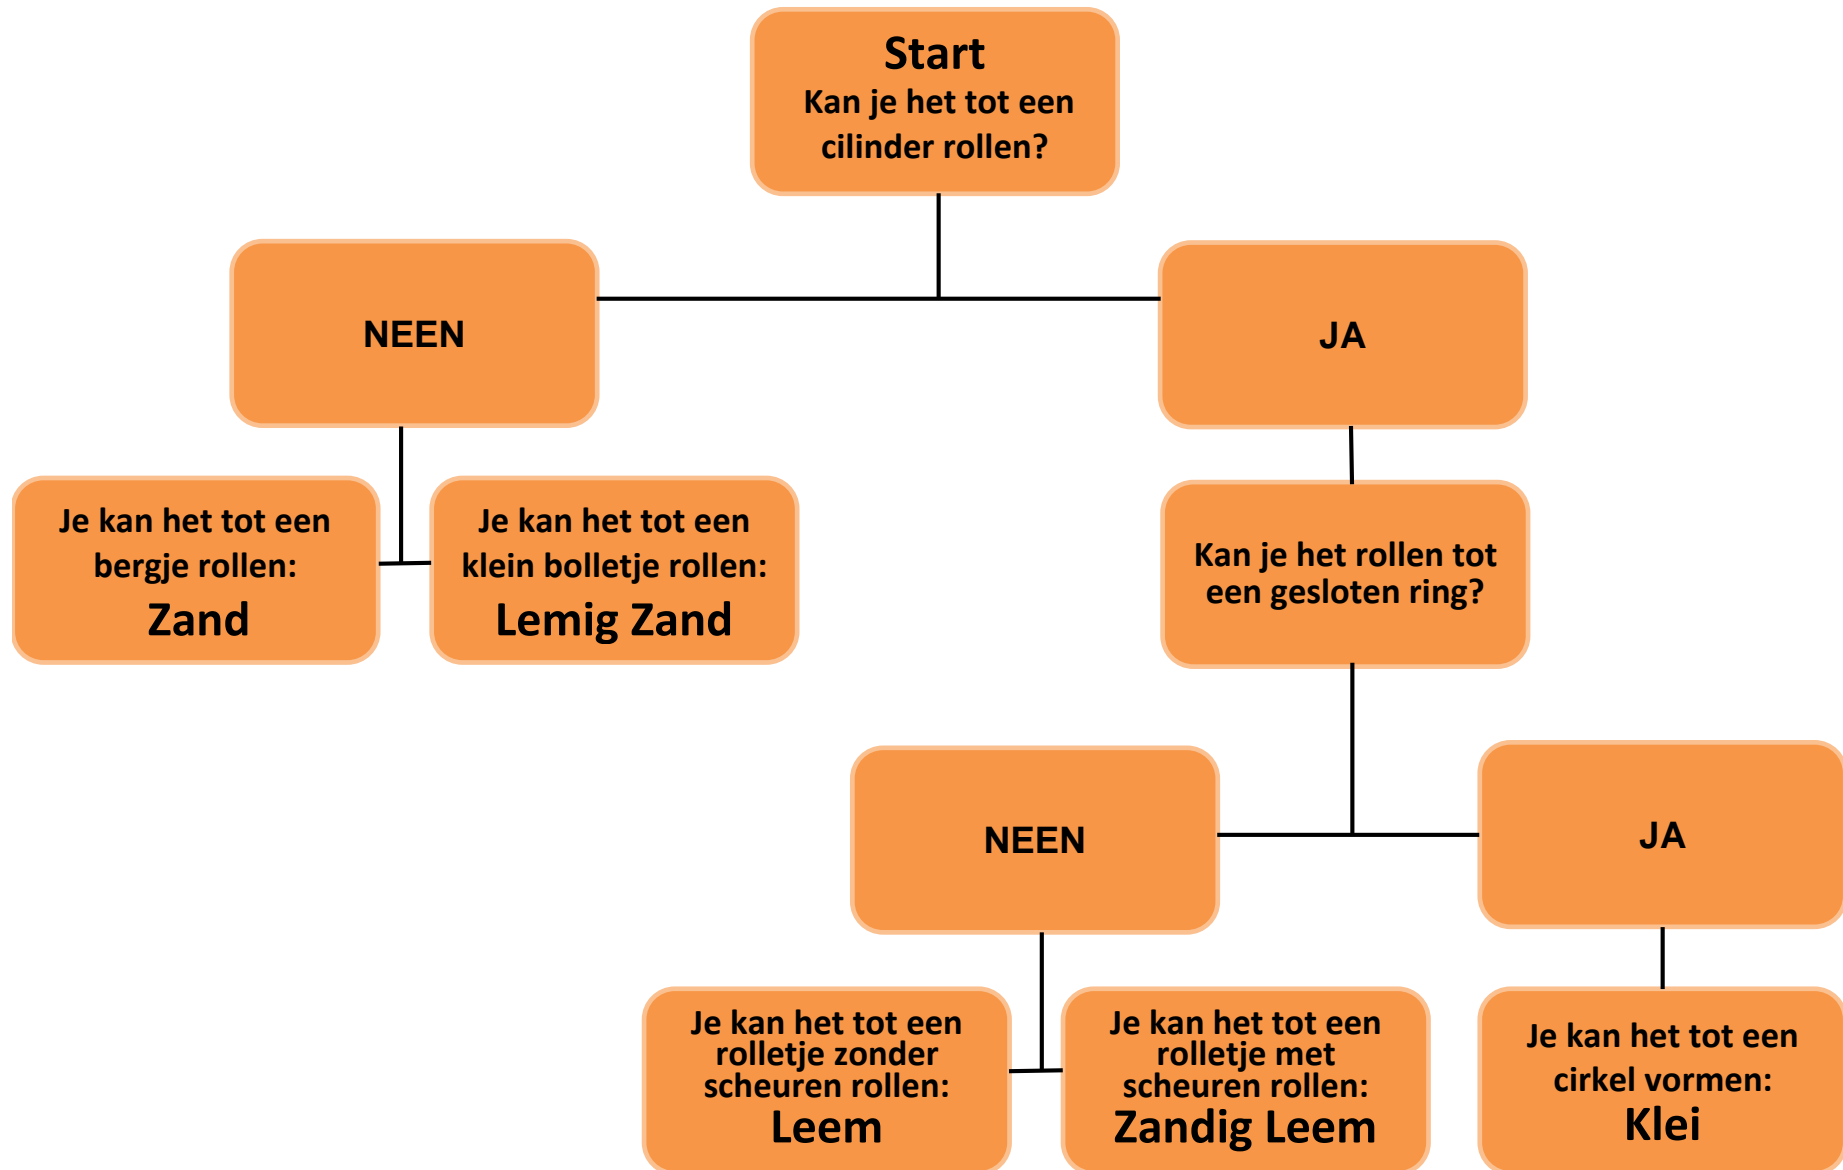 Start
Kan je het tot een
cilinder rollen?
NEEN
JA
Je kan het tot een
bergje rollen:
Zand
Je kan het tot een
klein bolletje rollen:
Lemig Zand
Kan je het rollen tot
een gesloten ring?
NEEN
JA
Je kan het tot een
rolletje zonder
scheuren rollen:
Leem
Je kan het tot een
rolletje met
scheuren rollen:
Zandig Leem
Je kan het tot een
cirkel vormen:
Klei